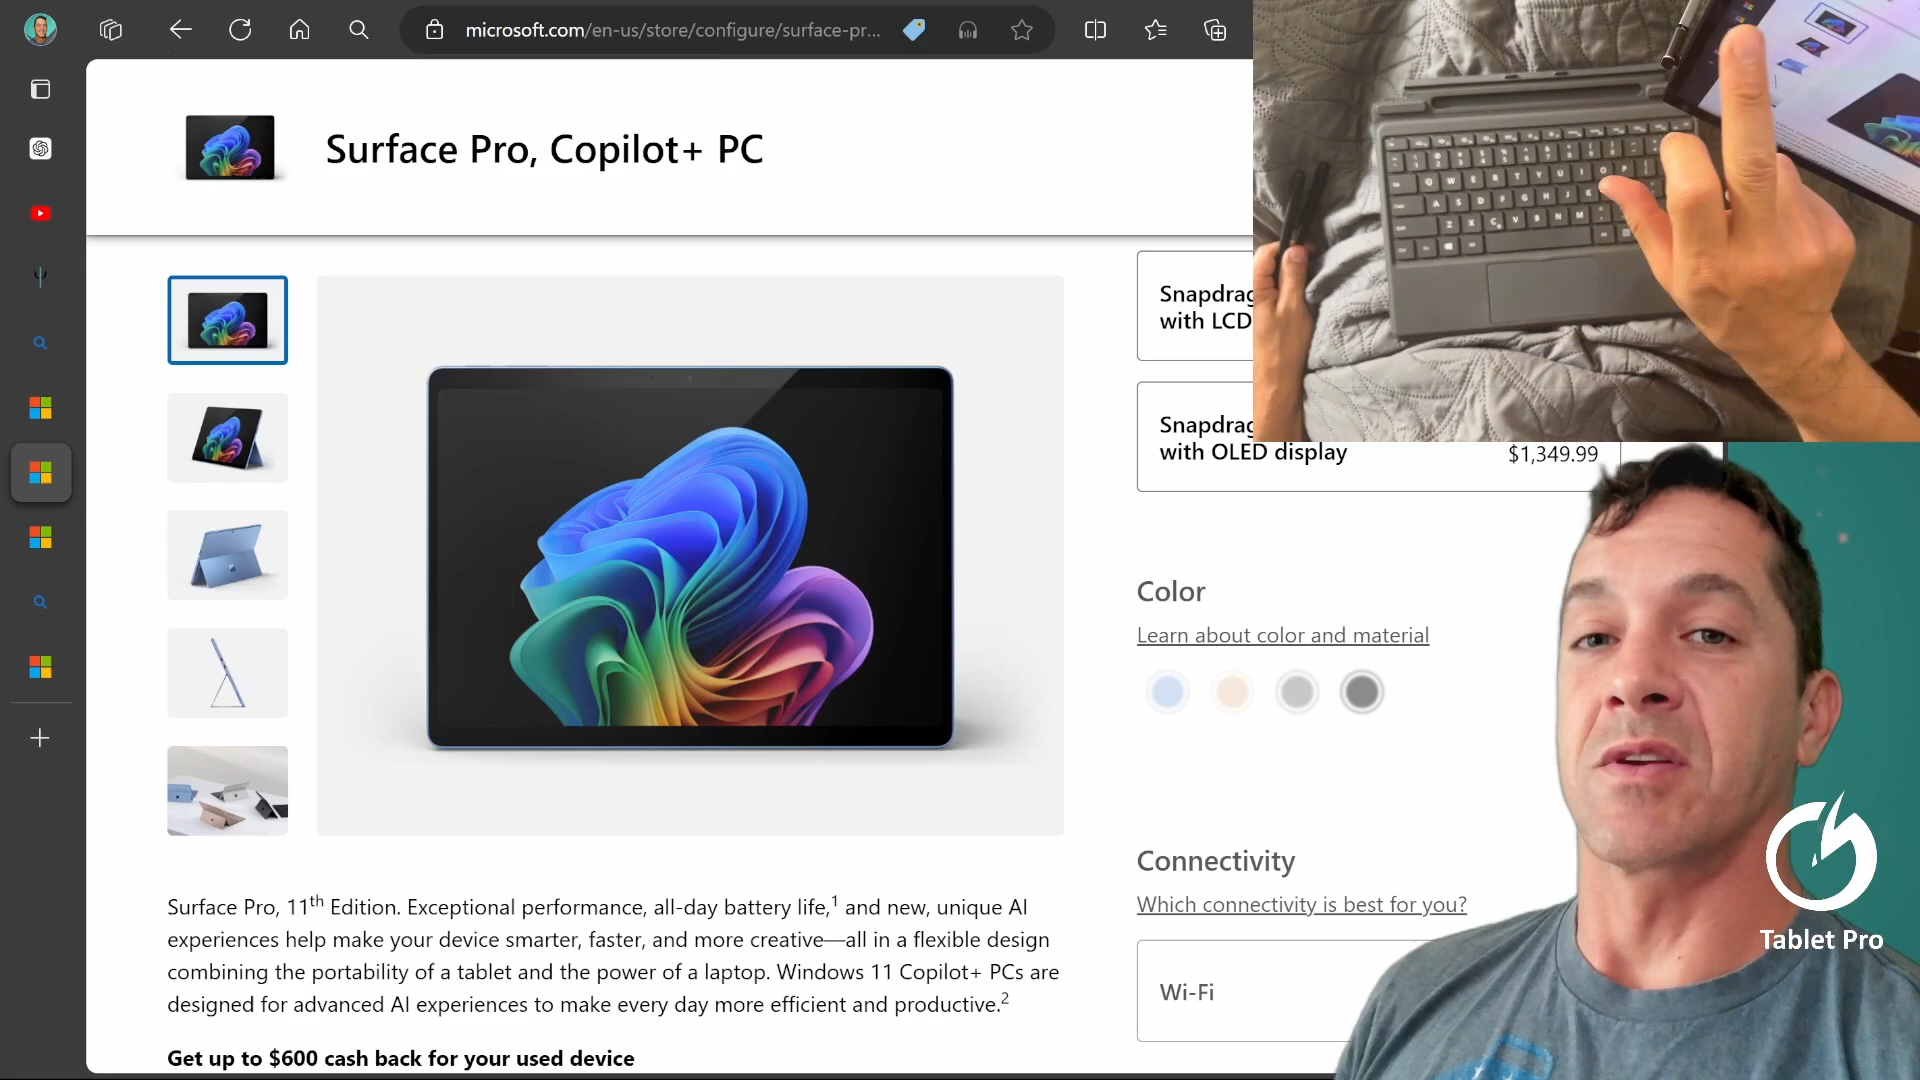 microsoft.com/en-us/store/configure/surface-pr...
Surface Pro, Copilot+ PC
Snapdrag
with LCD
Snapdrag
with OLED display
$1,349.99
Color
Learn about color and material
Connectivity
Which connectivity is best for you?
Wi-Fi
Surface Pro, 11th Edition. Exceptional performance, all-day battery life,1 and new, unique AI
experiences help make your device smarter, faster, and more creative—all in a flexible design
combining the portability of a tablet and the power of a laptop. Windows 11 Copilot+ PCs are
designed for advanced AI experiences to make every day more efficient and productive.2
Get up to $600 cash back for your used device
Tablet Pro